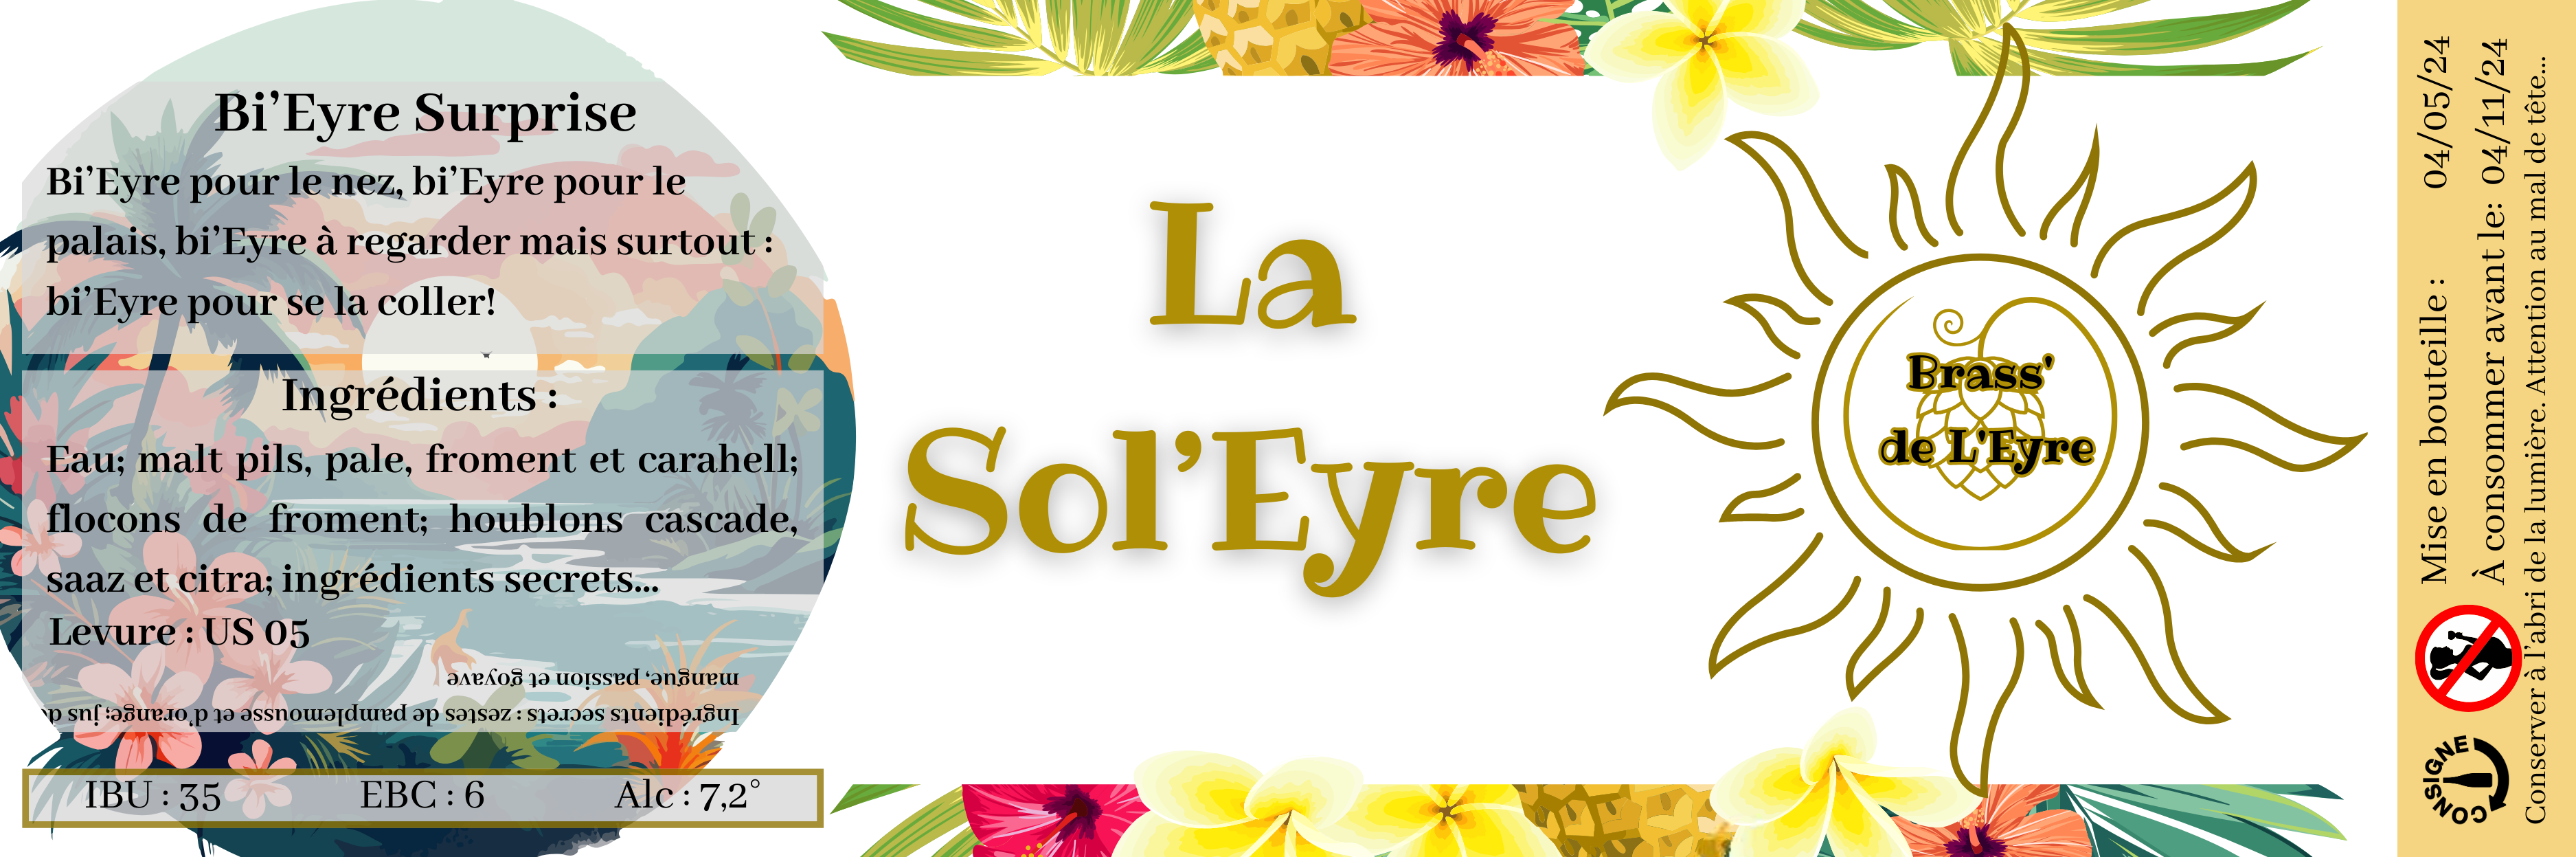 Bi’Eyre Surprise
Bi’Eyre pour le nez, bi’Eyre pour le
palais, bi’Eyre à regarder mais surtout :
bi’Eyre pour se la coller!
Ingrédients :
Eau; malt pils, pale, froment et carahell;
flocons de froment; houblons cascade,
saaz et citra; ingrédients secrets...
Levure : US 05
Ingrédients secrets : zestes de pamplemousse et d'orange; jus
mangue, passion et goyave
IBU : 35 EBC : 6 Alc : 7,2°
La
Sol’Eyre
Brass'
de L'Eyre
Mise en bouteille : 04/05/24
À consommer avant le: 04/11/24
Conserver à l’abri de la lumière. Attention au mal de tête...
CONSIGNE